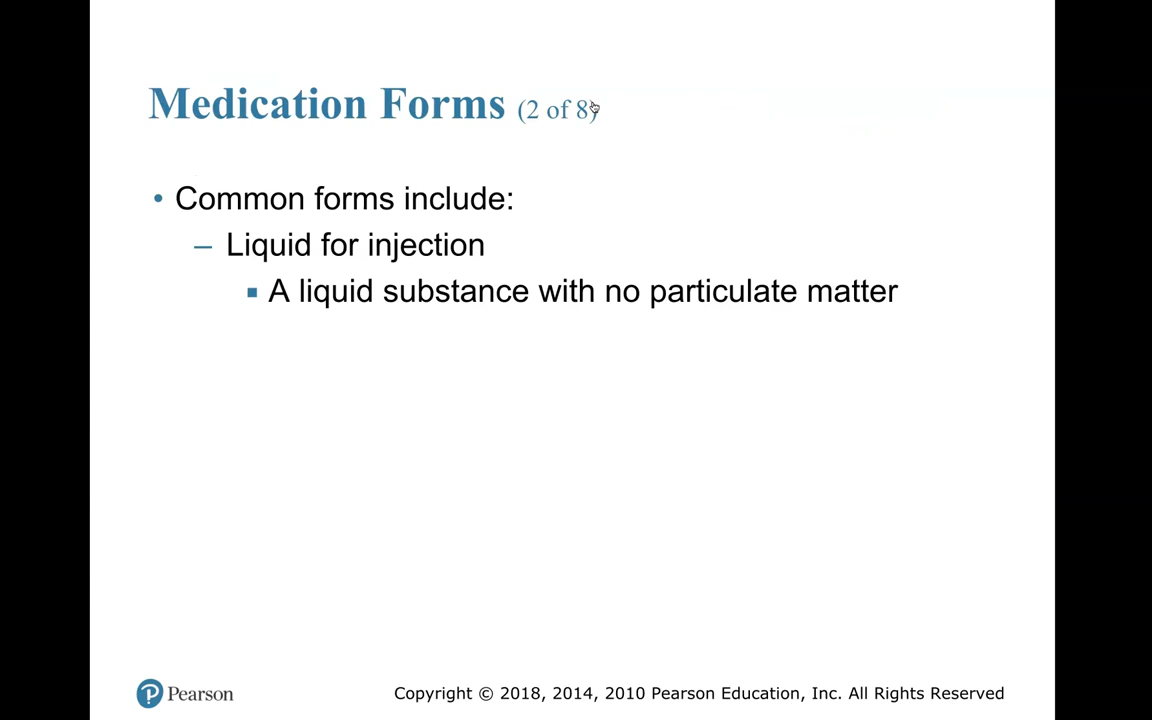 Medication Forms (2 of 8)
• Common forms include:
– Liquid for injection
▪ A liquid substance with no particulate matter
Pearson
Copyright © 2018, 2014, 2010 Pearson Education, Inc. All Rights Reserved